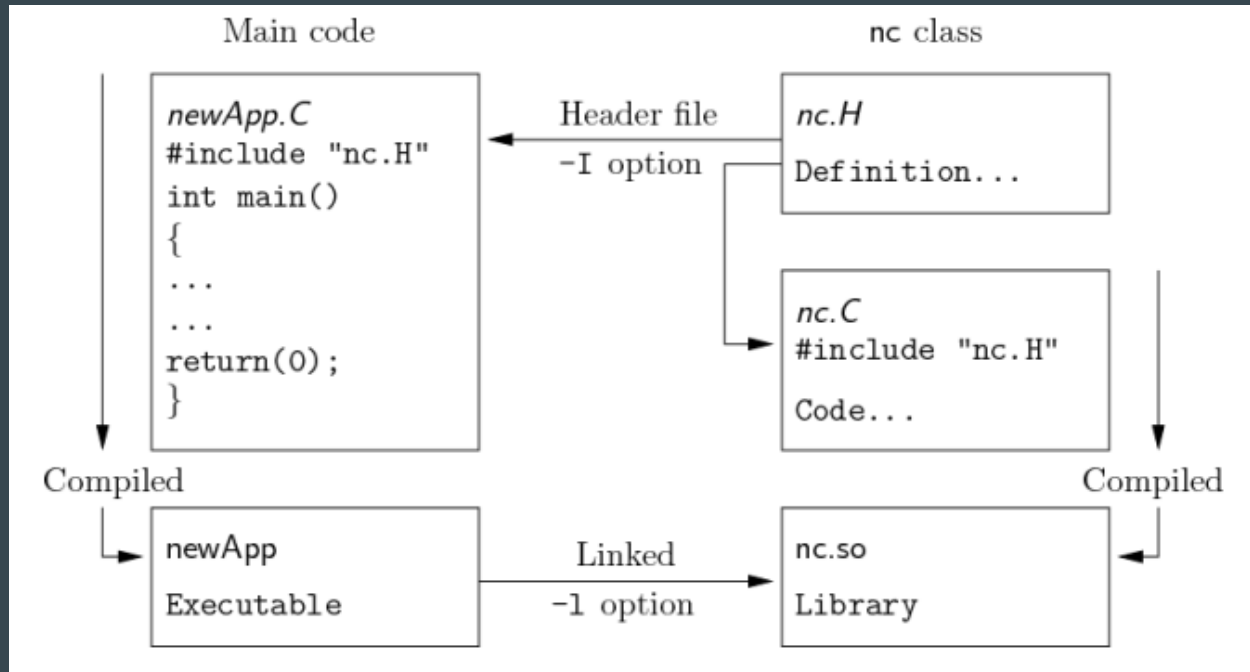 Main code
nc class
newApp.C
#include "nc.H"
int main()
{
...
...
return(0);
}
Header file
-I option
nc.H
Definition...
nc.C
#include "nc.H"
Code...
Compiled
Compiled
newApp
Executable
Linked
-l option
nc.so
Library